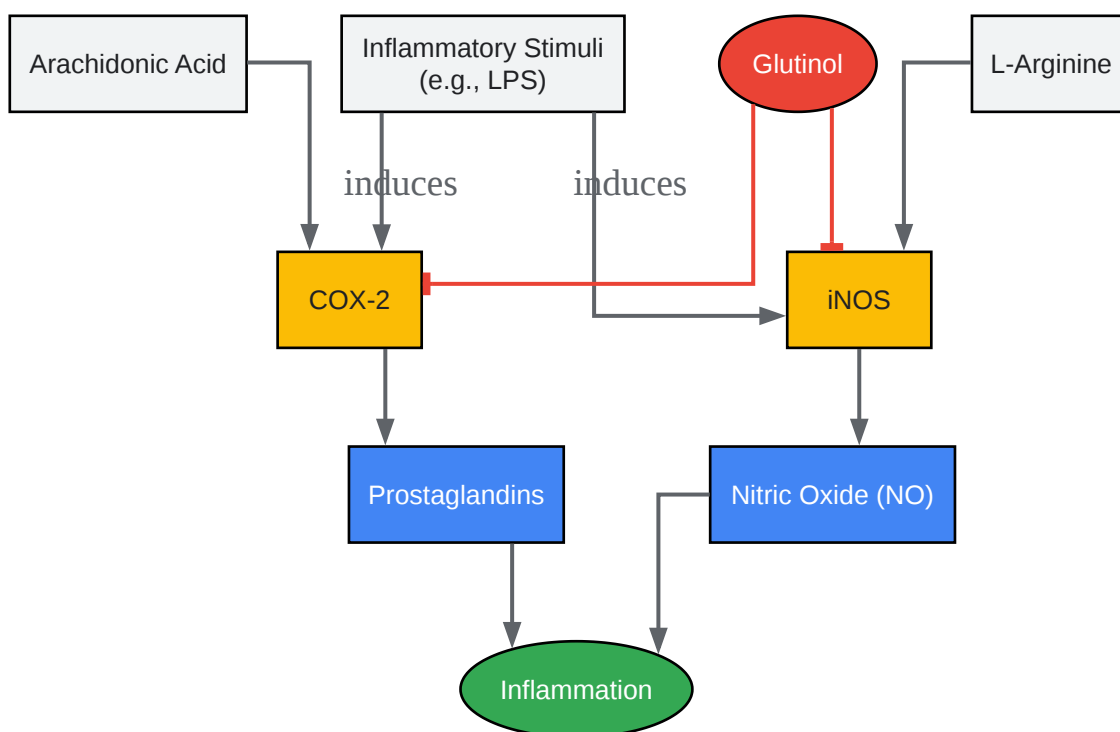 Arachidonic Acid
Inflammatory Stimuli
(e.g., LPS)
Glutinol
L-Arginine
induces
induces
COX-2
iNOS
Prostaglandins
Nitric Oxide (NO)
Inflammation